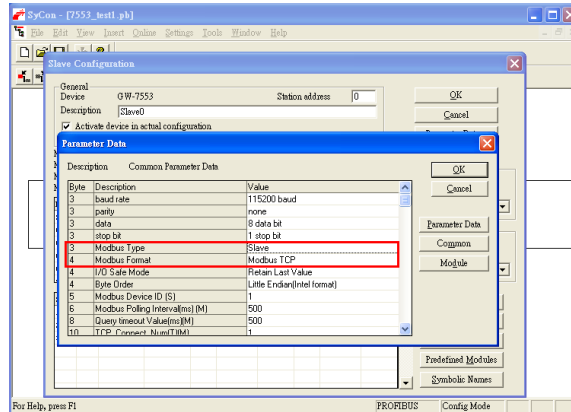 SyCon - [7553_test1.pb]
File Edit View Insert Online Settings Tools Window Help
Slave Configuration
General
Device GW-7553 Station address 0
Description Slave0
Activate device in actual configuration
OK
Cancel
Parameter Data
Description Common Parameter Data
OK
Cancel
Parameter Data
Common
Module
Byte Description Value
3 baud rate 115200 baud
3 parity none
3 data 8 data bit
3 stop bit 1 stop bit
3 Modbus Type Slave
4 Modbus Format Modbus TCP
4 I/O Safe Mode Retain Last Value
4 Byte Order Little Endian(Intel format)
5 Modbus Device ID (S) 1
6 Modbus Polling Interval(ms) (M) 500
8 Query timeout Value(ms)(M) 500
10 TCP_Connect_Num(T)(M) 1
Predefined Modules
Symbolic Names
For Help, press F1 PROFIBUS Config Mode